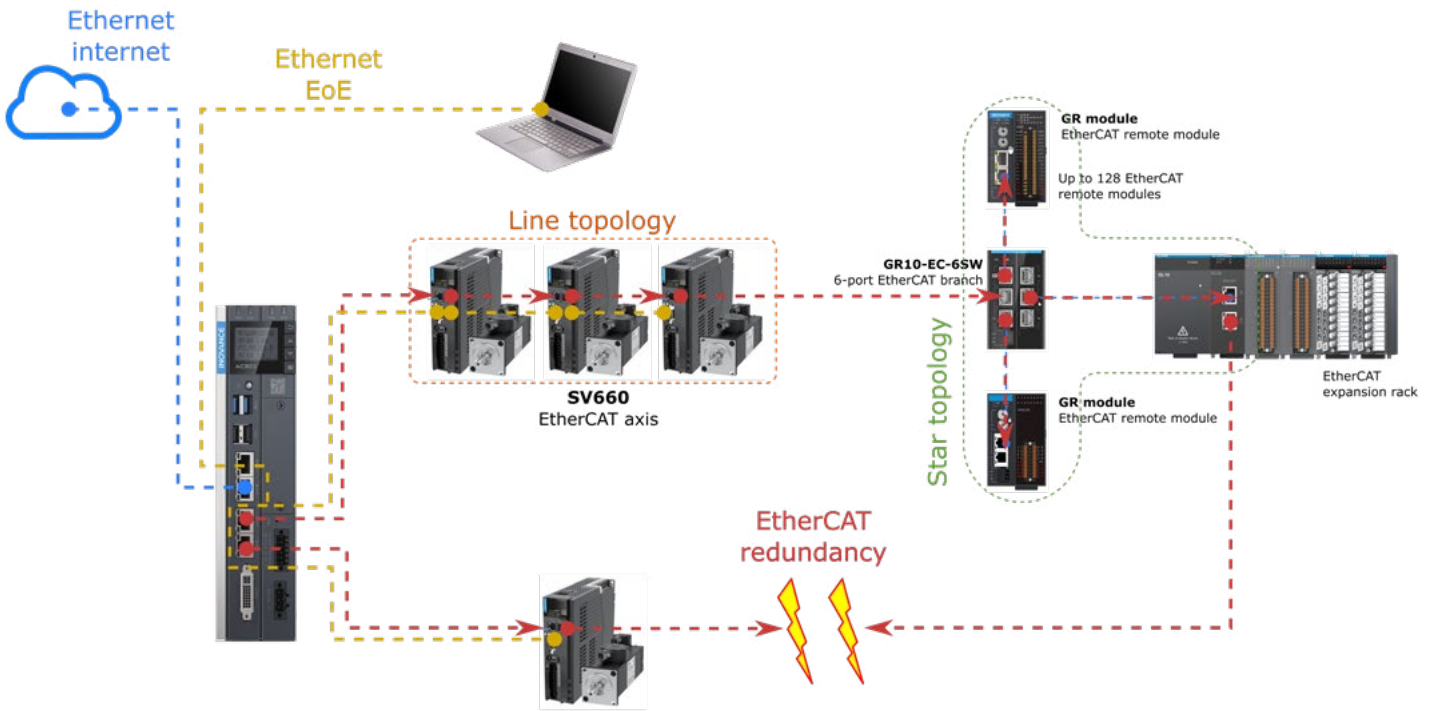 Ethernet
internet
Ethernet
EoE
GR module
EtherCAT remote module
Up to 128 EtherCAT
remote modules
Line topology
GR10-EC-6SW
6-port EtherCAT branch
INOVANCE
SV660
EtherCAT axis
Star topology
EtherCAT
expansion rack
GR module
EtherCAT remote module
EtherCAT
redundancy